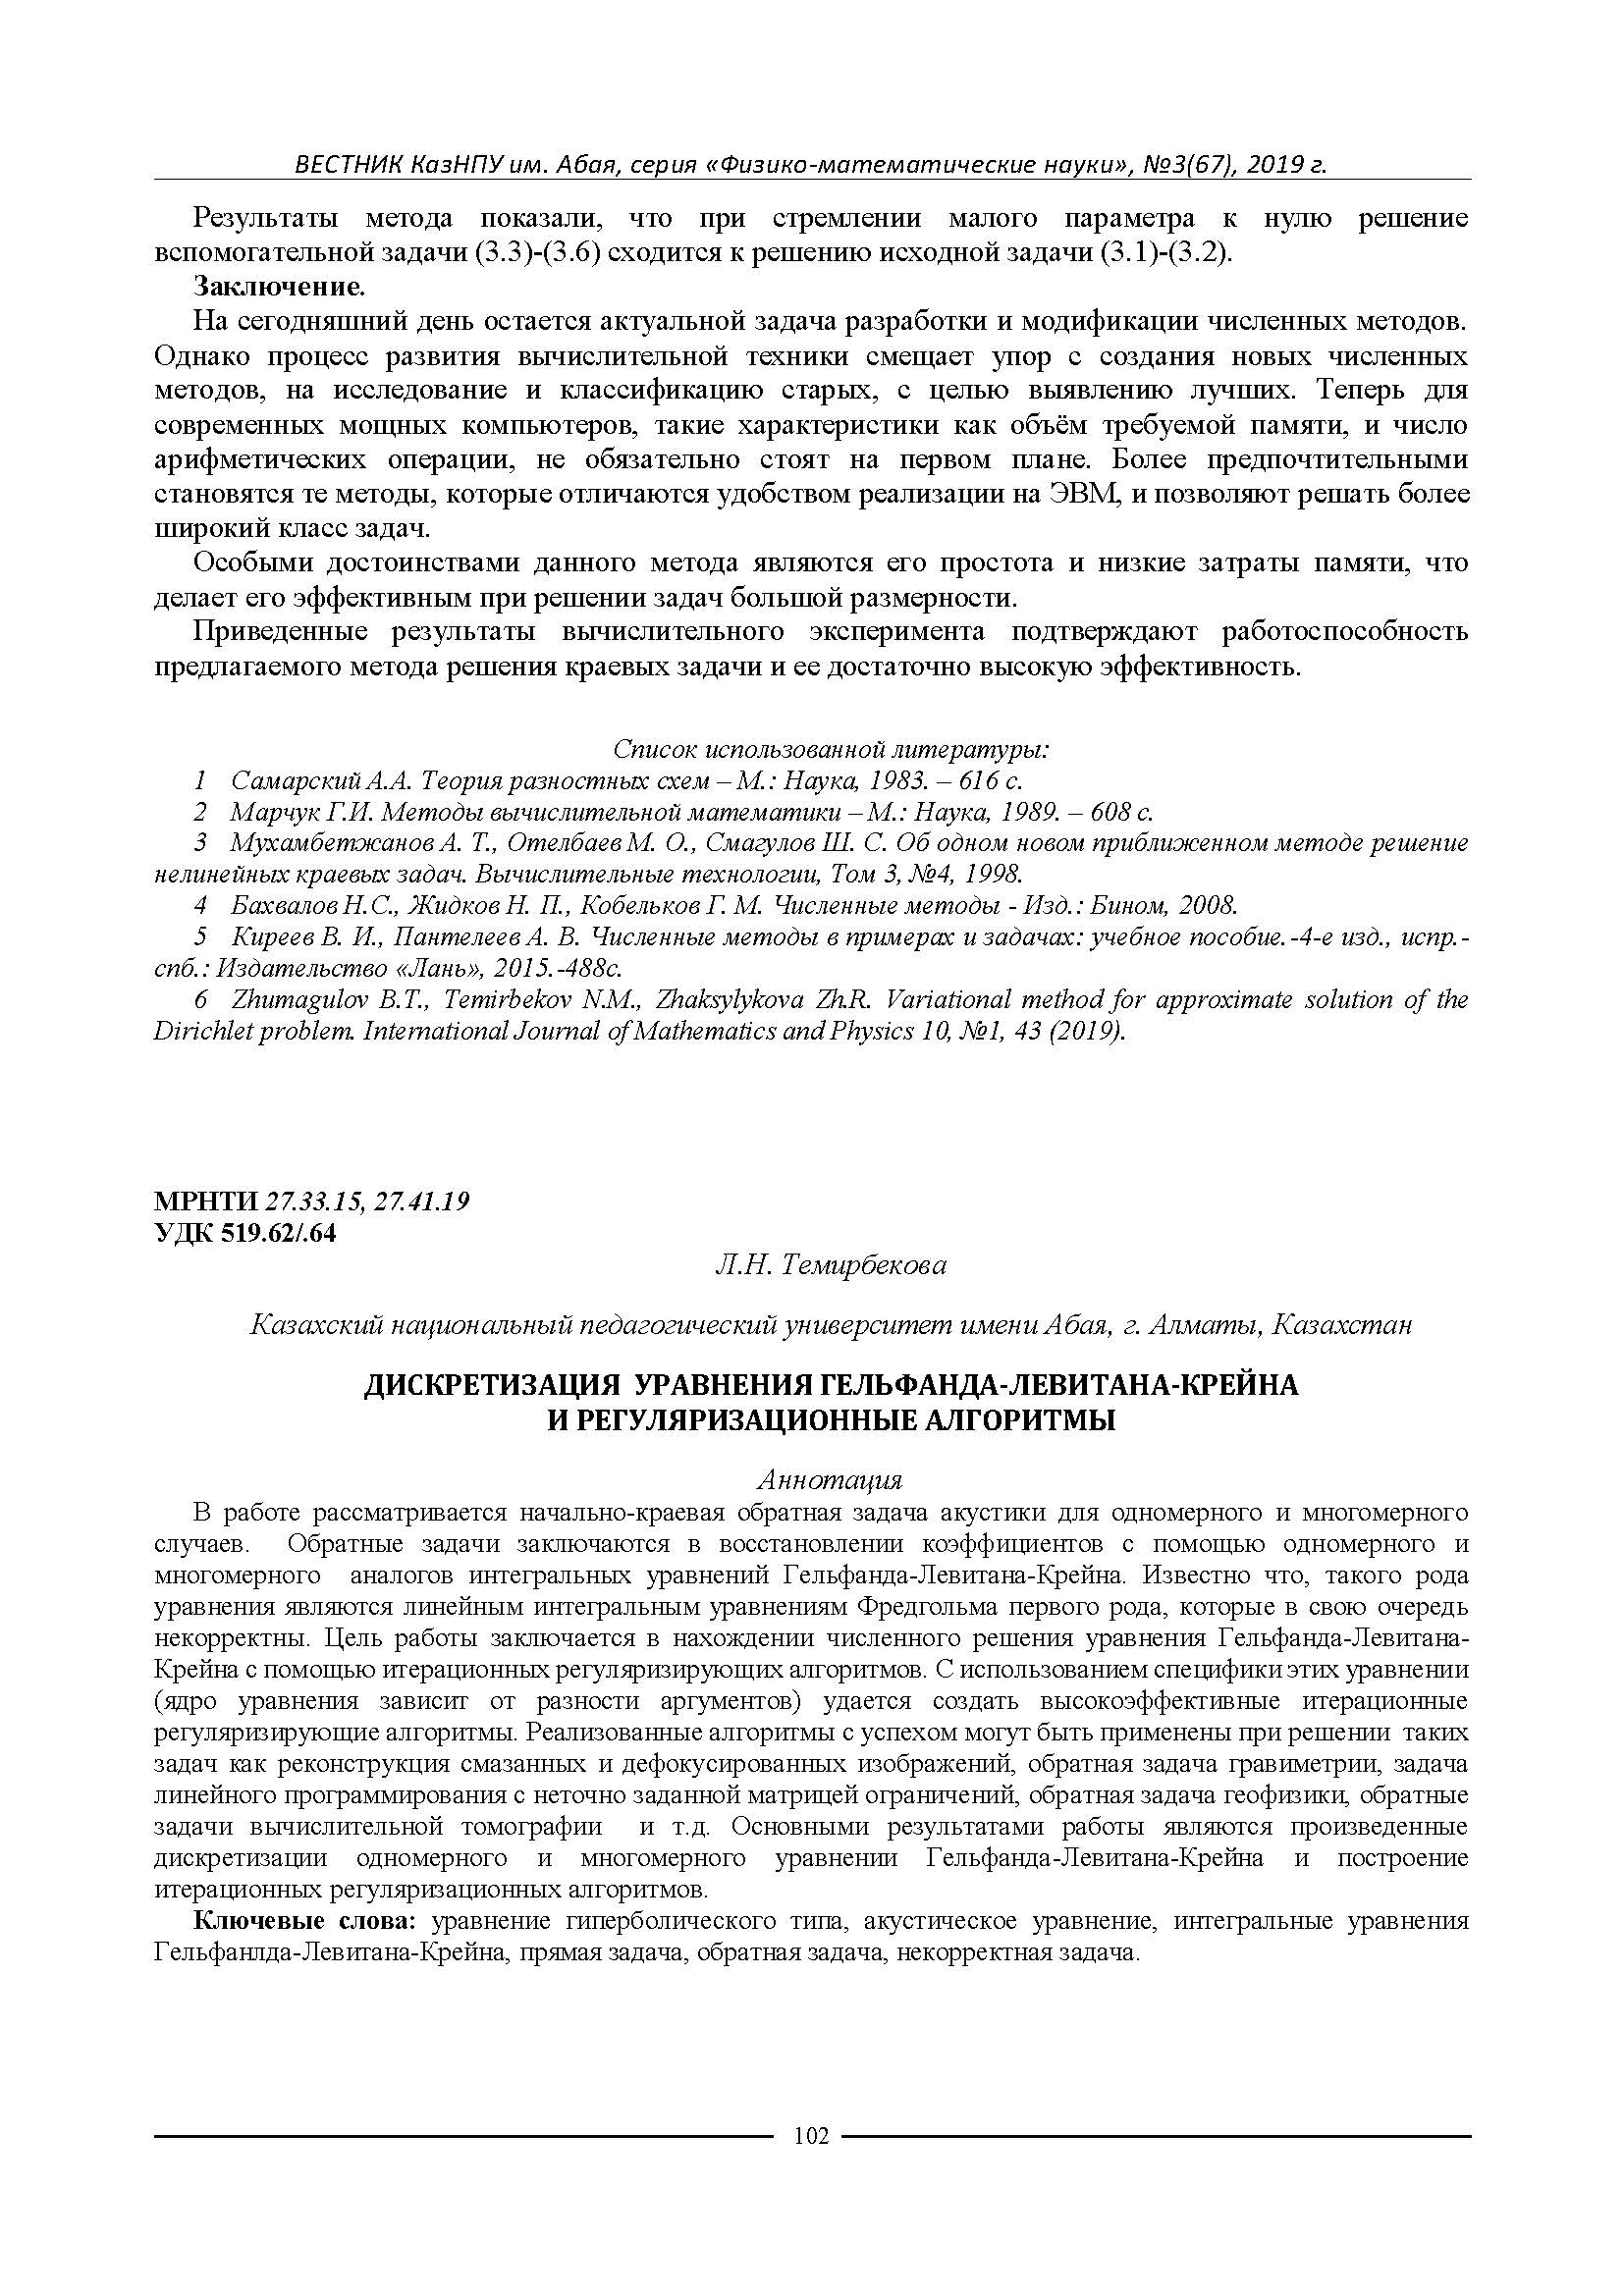 ВЕСТНИК КазНПУ им. Абая, серия «Физико-математические науки», №3(67), 2019 г.
Результаты метода показали, что при стремлении малого параметра к нулю решение
вспомогательной задачи (3.3)-(3.6) сходится к решению исходной задачи (3.1)-(3.2).
Заключение.
На сегодняшний день остается актуальной задача разработки и модификации численных методов.
Однако процесс развития вычислительной техники смещает упор с создания новых численных
методов, на исследование и классификацию старых, с целью выявлению лучших. Теперь для
современных мощных компьютеров, такие характеристики как объём требуемой памяти, и число
арифметических операции, не обязательно стоят на первом плане. Более предпочтительными
становятся те методы, которые отличаются удобством реализации на ЭВМ, и позволяют решать более
широкий класс задач.
Особыми достоинствами данного метода являются его простота и низкие затраты памяти, что
делает его эффективным при решении задач большой размерности.
Приведенные результаты вычислительного эксперимента подтверждают работоспособность
предлагаемого метода решения краевых задачи и ее достаточно высокую эффективность.
Список использованной литературы:
1 Самарский А.А. Теория разностных схем – М.: Наука, 1983. – 616 с.
2 Марчук Г.И. Методы вычислительной математики – М.: Наука, 1989. – 608 с.
3 Мухамбетжанов А. Т., Отелбаев М. О., Смагулов Ш. С. Об одном новом приближенном методе решение
нелинейных краевых задач. Вычислительные технологии, Том 3, №4, 1998.
4 Бахвалов Н.С., Жидков Н. П., Кобельков Г. М. Численные методы - Изд.: Бином, 2008.
5 Киреев В. И., Пантелеев А. В. Численные методы в примерах и задачах: учебное пособие.-4-е изд., испр.-
спб.: Издательство «Лань», 2015.-488с.
6 Zhumagulov B.T., Temirbekov N.M., Zhaksylykova Zh.R. Variational method for approximate solution of the
Dirichlet problem. International Journal of Mathematics and Physics 10, №1, 43 (2019).
МРНТИ 27.33.15, 27.41.19
УДК 519.62/.64
Л.Н. Темирбекова
Казахский национальный педагогический университет имени Абая, г. Алматы, Казахстан
ДИСКРЕТИЗАЦИЯ УРАВНЕНИЯ ГЕЛЬФАНДА-ЛЕВИТАНА-КРЕЙНА
И РЕГУЛЯРИЗАЦИОННЫЕ АЛГОРИТМЫ
Аннотация
В работе рассматривается начально-краевая обратная задача акустики для одномерного и многомерного
случаев. Обратные задачи заключаются в восстановлении коэффициентов с помощью одномерного и
многомерного аналогов интегральных уравнений Гельфанда-Левитана-Крейна. Известно что, такого рода
уравнения являются линейным интегральным уравнениям Фредгольма первого рода, которые в свою очередь
некорректны. Цель работы заключается в нахождении численного решения уравнения Гельфанда-Левитана-
Крейна с помощью итерационных регуляризирующих алгоритмов. С использованием специфики этих уравнении
(ядро уравнения зависит от разности аргументов) удается создать высокоэффективные итерационные
регуляризирующие алгоритмы. Реализованные алгоритмы с успехом могут быть применены при решении таких
задач как реконструкция смазанных и дефокусированных изображений, обратная задача гравиметрии, задача
линейного программирования с неточно заданной матрицей ограничений, обратная задача геофизики, обратные
задачи вычислительной томографии и т.д. Основными результатами работы являются произведенные
дискретизации одномерного и многомерного уравнении Гельфанда-Левитана-Крейна и построение
итерационных регуляризационных алгоритмов.
Ключевые слова: уравнение гиперболического типа, акустическое уравнение, интегральные уравнения
Гельфанлда-Левитана-Крейна, прямая задача, обратная задача, некорректная задача.
102